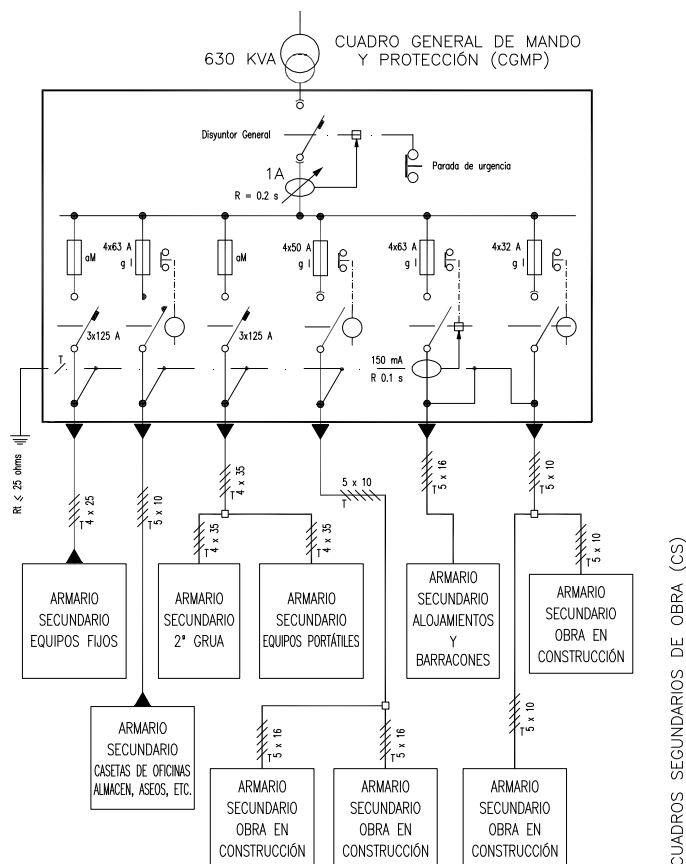 630 KVA
CUADRO GENERAL DE MANDO
Y PROTECCIÓN (CGMP)
Disyuntor General
Parada de urgencia
1A
R = 0.2 s
aM
4x63 A
g I
aM
4x50 A
g I
4x63 A
g I
4x32 A
g I
3x125 A
3x125 A
150 mA
R 0.1 s
T
Rt ≤ 25 ohms
T 4 x 25
T 5 x 10
T 4 x 35
5 x 10
T
T 5 x 16
T 5 x 10
T 4 x 35
T 4 x 35
T 5 x 10
ARMARIO
SECUNDARIO
EQUIPOS FIJOS
ARMARIO
SECUNDARIO
2ª GRUA
ARMARIO
SECUNDARIO
EQUIPOS PORTÁTILES
ARMARIO
SECUNDARIO
ALOJAMIENTOS
Y
BARRACONES
ARMARIO
SECUNDARIO
OBRA EN
CONSTRUCCIÓN
ARMARIO
SECUNDARIO
CASETAS DE OFICINAS
ALMACEN, ASEOS, ETC.
T 5 x 16
T 5 x 16
T 5 x 10
ARMARIO
SECUNDARIO
OBRA EN
CONSTRUCCIÓN
ARMARIO
SECUNDARIO
OBRA EN
CONSTRUCCIÓN
ARMARIO
SECUNDARIO
OBRA EN
CONSTRUCCIÓN
CUADROS SEGUNDARIOS DE OBRA (CS)